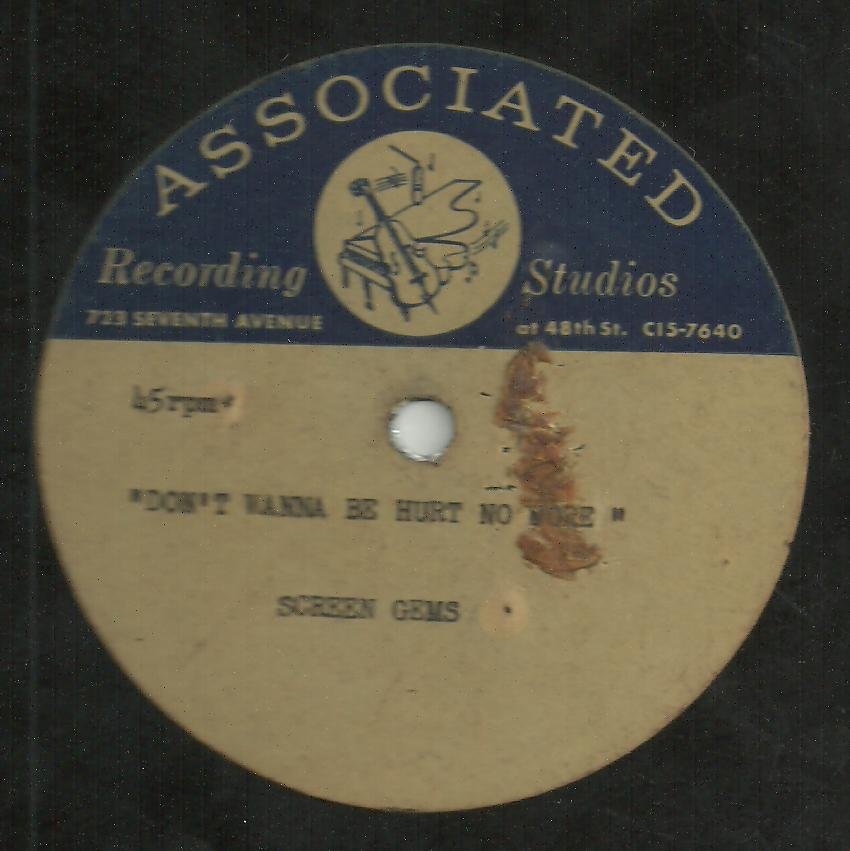 ASSOCIATED
Recording Studios
723 SEVENTH AVENUE at 48th St. CI5-7640
45rpm
"DON'T WANNA BE HURT NO MORE "
SCREEN GEMS